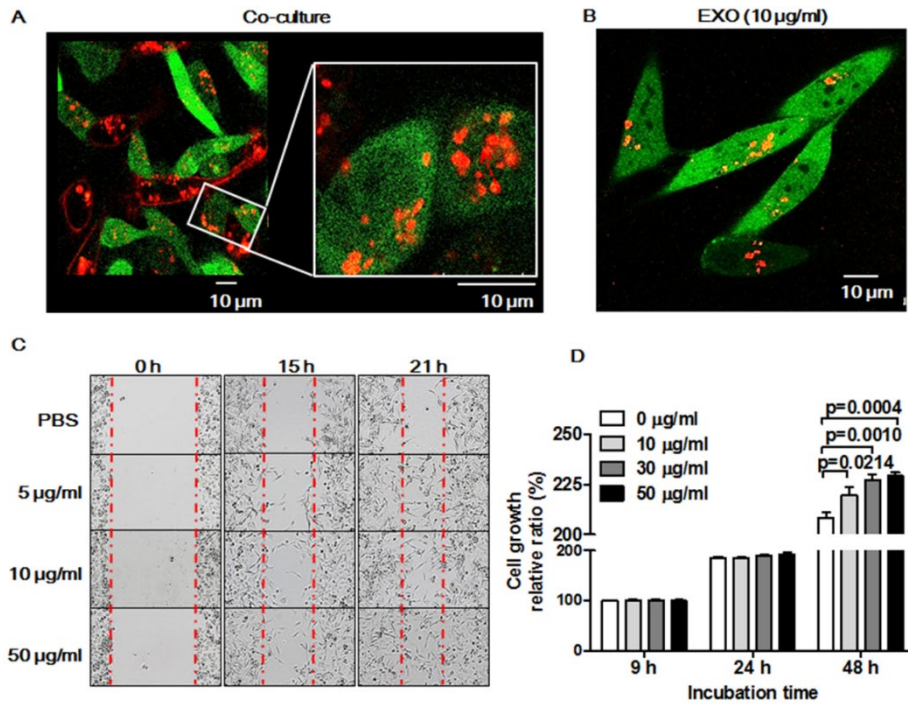 A
Co-culture
10 µm
10 µm
B
EXO (10 µg/ml)
10 µm
C
0 h
15 h
21 h
PBS
5 µg/ml
10 µg/ml
50 µg/ml
D
0 µg/ml
10 µg/ml
30 µg/ml
50 µg/ml
p=0.0004
p=0.0010
p=0.0214
Cell growth
relative ratio (%)
250
225
200
200
100
0
9 h
24 h
48 h
Incubation time